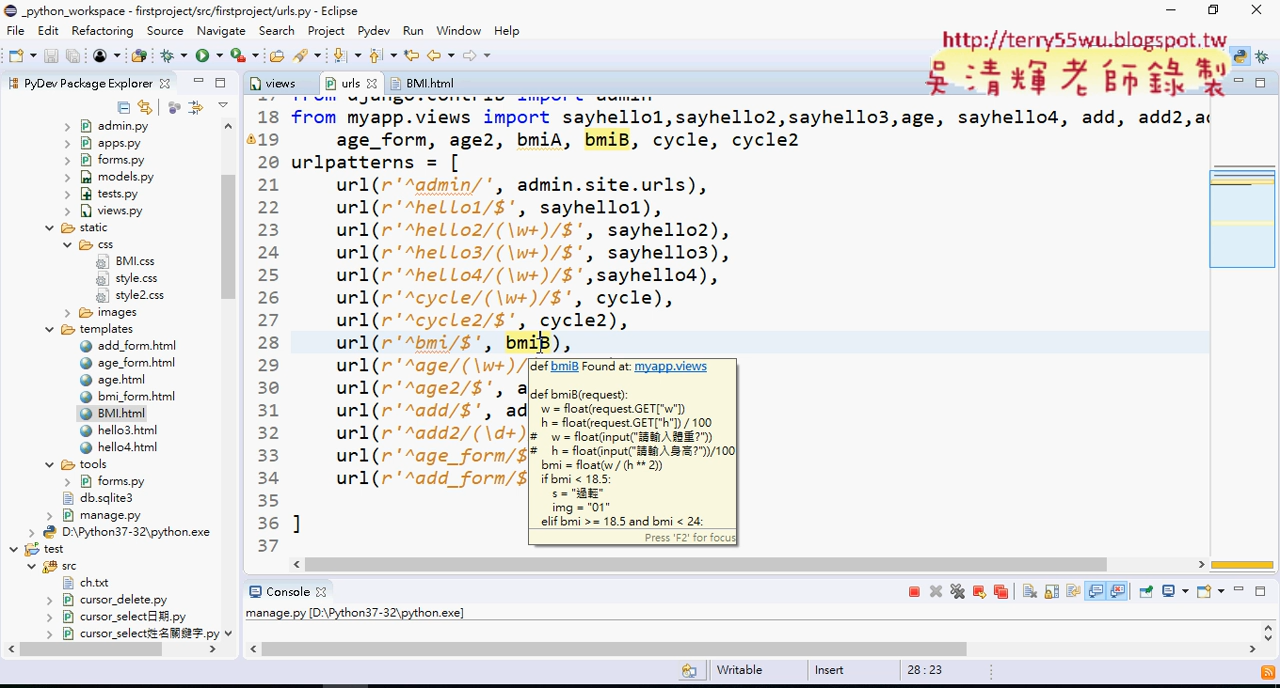 _python_workspace - firstproject/src/firstproject/urls.py - Eclipse
File Edit Refactoring Source Navigate Search Project Pydev Run Window Help
http://terry55wu.blogspot.tw
吳清輝老師錄製
PyDev Package Explorer
admin.py
apps.py
forms.py
models.py
tests.py
views.py
static
css
BMI.css
style.css
style2.css
images
templates
add_form.html
age_form.html
age.html
bmi_form.html
BMI.html
hello3.html
hello4.html
tools
forms.py
db.sqlite3
manage.py
D:\Python37-32\python.exe
test
src
ch.txt
cursor_delete.py
cursor_select日期.py
cursor_select姓名關鍵字.py
views urls BMI.html
17 from django.contrib import admin
18 from myapp.views import sayhello1,sayhello2,sayhello3,age, sayhello4, add, add2,ad
19 age_form, age2, bmiA, bmiB, cycle, cycle2
20 urlpatterns = [
21 url(r'^admin/', admin.site.urls),
22 url(r'^hello1/$', sayhello1),
23 url(r'^hello2/(\w+)/$', sayhello2),
24 url(r'^hello3/(\w+)/$', sayhello3),
25 url(r'^hello4/(\w+)/$',sayhello4),
26 url(r'^cycle/(\w+)/$', cycle),
27 url(r'^cycle2/$', cycle2),
28 url(r'^bmi/$', bmiB),
29 url(r'^age/(\w+)/
30 url(r'^age2/$', a
31 url(r'^add/$', ad
32 url(r'^add2/(\d+)
33 url(r'^age_form/$
34 url(r'^add_form/$
35
36 ]
37
def bmiB Found at: myapp.views
def bmiB(request):
w = float(request.GET["w"])
h = float(request.GET["h"]) / 100
# w = float(input("請輸入體重?"))
# h = float(input("請輸入身高?"))/100
bmi = float(w / (h ** 2))
if bmi < 18.5:
s = "過輕"
img = "01"
elif bmi >= 18.5 and bmi < 24:
Press 'F2' for focus
Console
manage.py [D:\Python37-32\python.exe]
Writable Insert 28 : 23